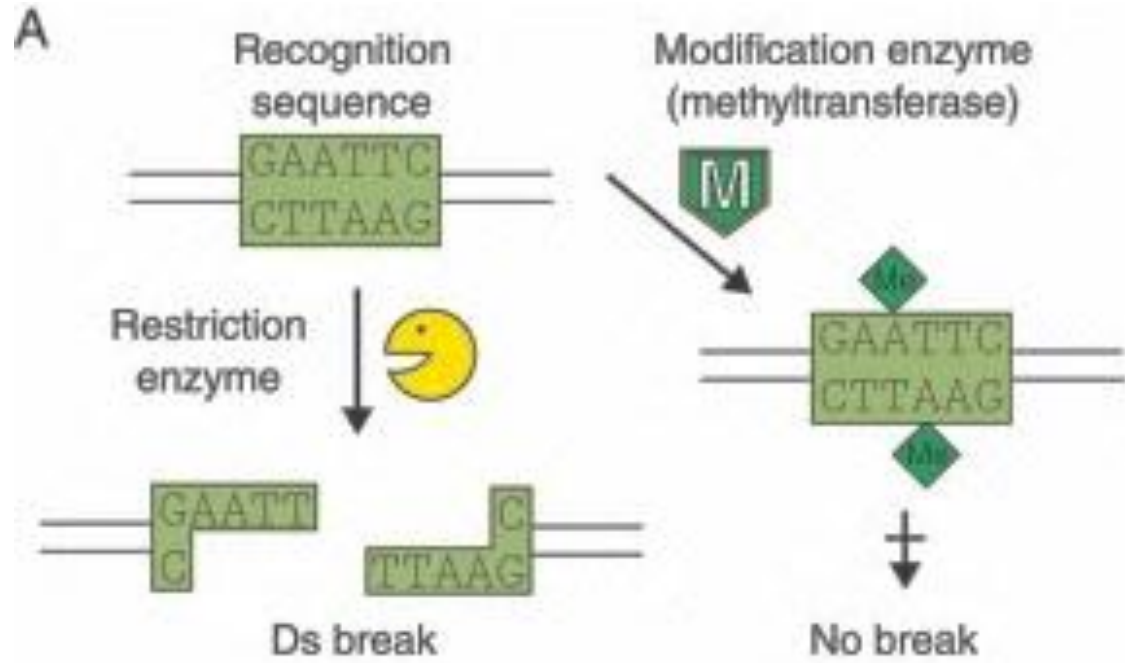 A
Recognition
sequence
GAATTC
CTTAAG
Modification enzyme
(methyltransferase)
M
Restriction
enzyme
Me
GAATTC
CTTAAG
Me
GAATT
C
C
TTAAG
Ds break
No break